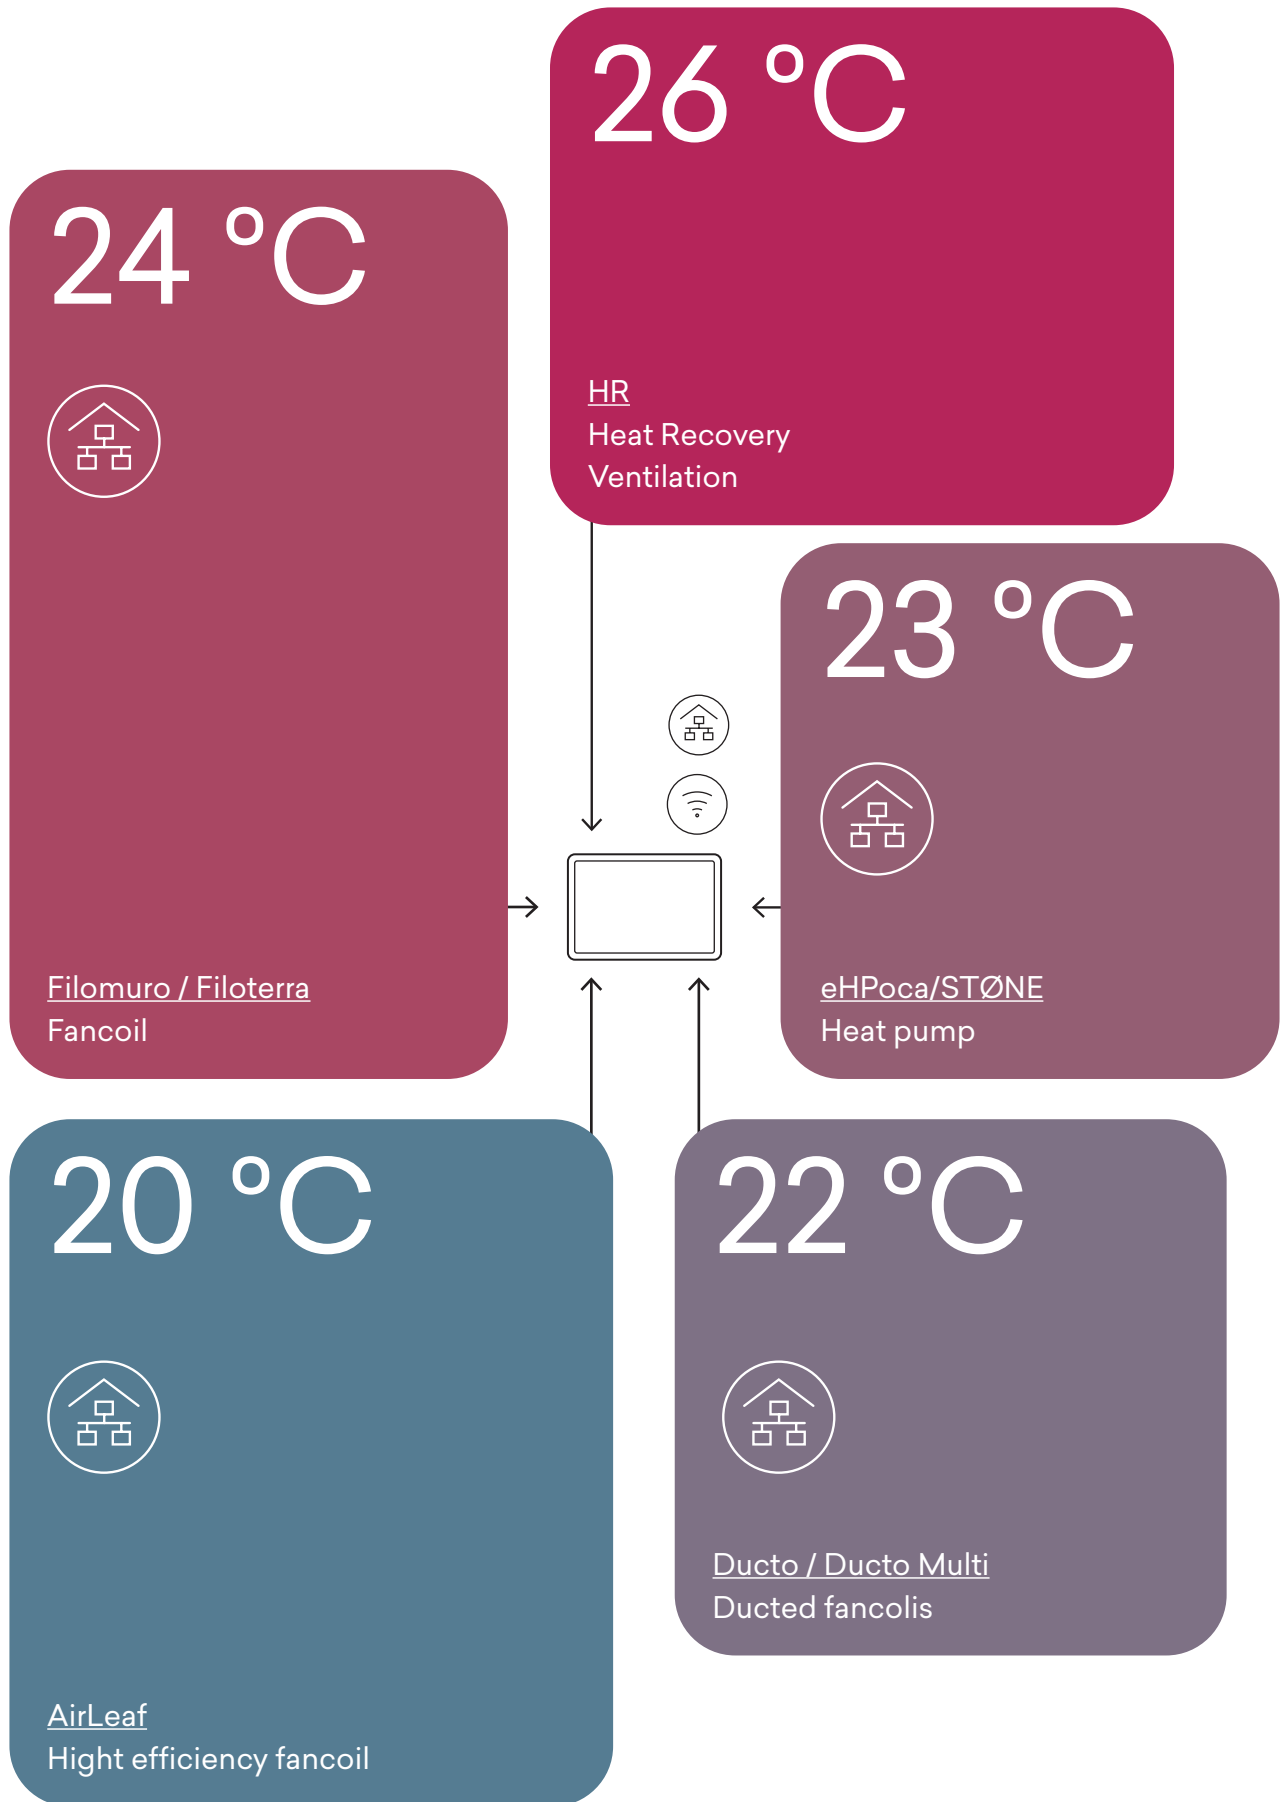 26 °C
HR
Heat Recovery
Ventilation
24 °C
Filomuro / Filoterra
Fancoil
23 °C
eHPoca/STØNE
Heat pump
20 °C
AirLeaf
Hight efficiency fancoil
22 °C
Ducto / Ducto Multi
Ducted fancolis